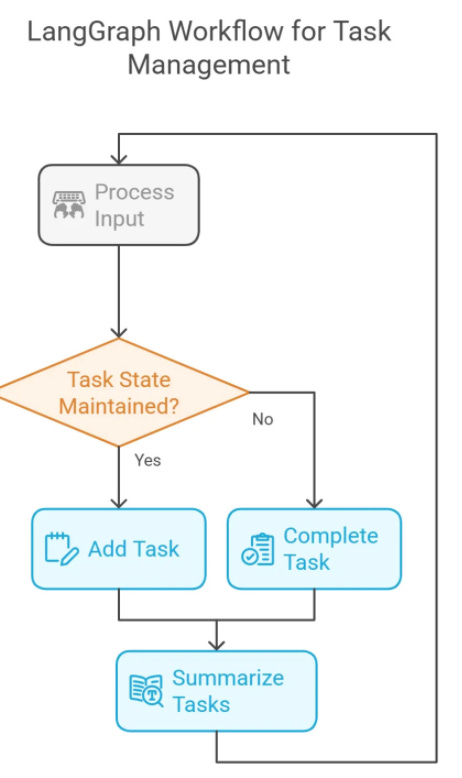 LangGraph Workflow for Task
Management
Process
Input
Task State
Maintained?
No
Yes
Add Task
Complete
Task
Summarize
Tasks